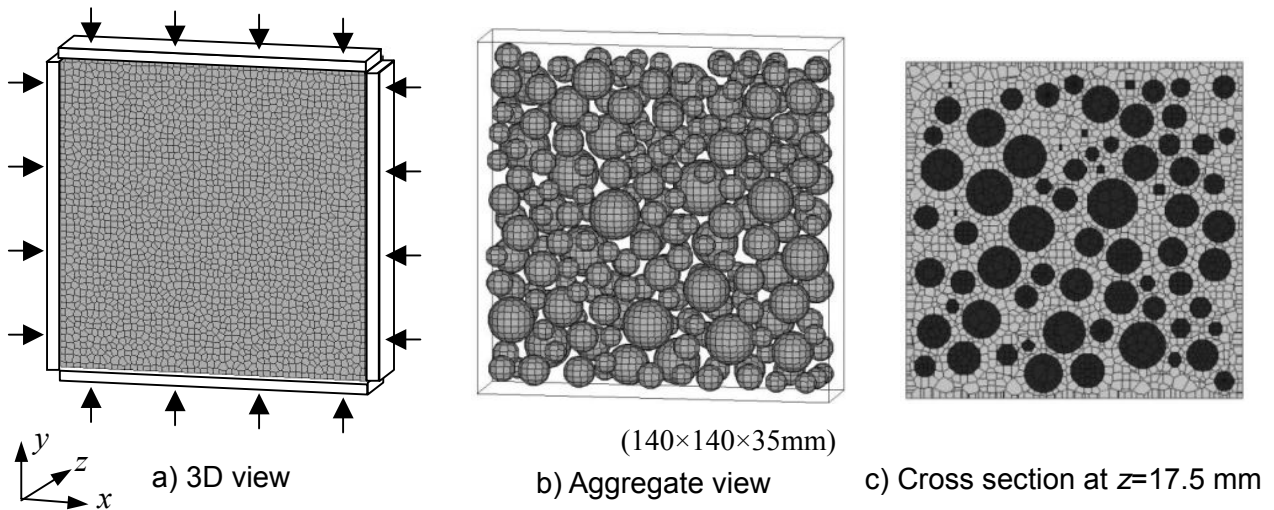 y
z
x
a) 3D view
(140×140×35mm)
b) Aggregate view
c) Cross section at z=17.5 mm